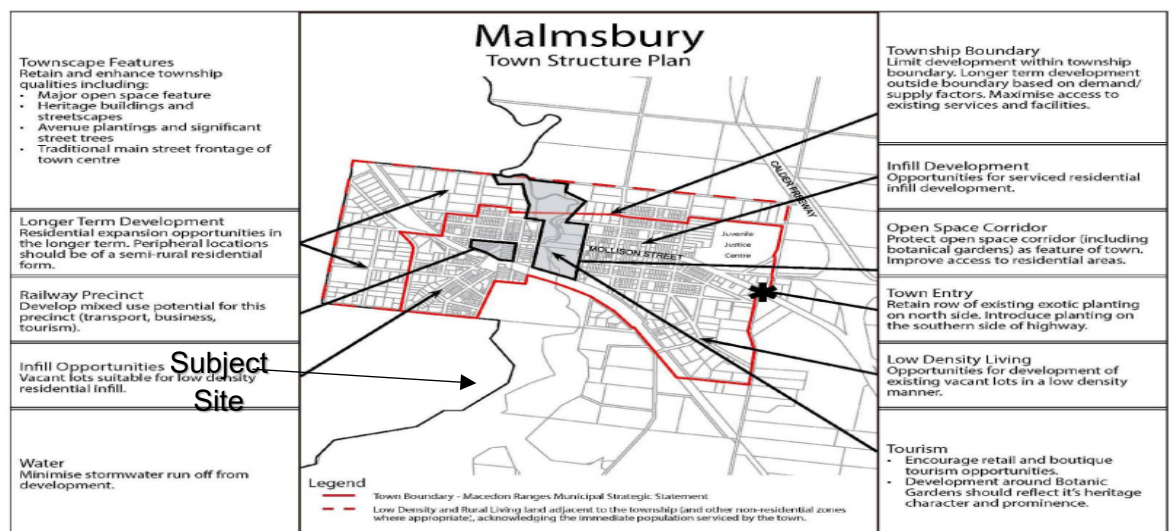 Malmsbury
Town Structure Plan
Townscape Features
Retain and enhance township
qualities including:
• Major open space feature
• Heritage buildings and
streetscapes
• Avenue plantings and significant
street trees
• Traditional main street frontage of
town centre
Longer Term Development
Residential expansion opportunities in
the longer term. Peripheral locations
should be of a semi-rural residential
form.
Railway Precinct
Develop mixed use potential for this
precinct (transport, business,
tourism).
Infill Opportunities
Vacant lots suitable for low density
residential infill.
Subject
Site
Water
Minimise stormwater run off from
development.
CALDER FREEWAY
Juvenile
Justice
Centre
MOLLISON STREET
Legend
Town Boundary - Macedon Ranges Municipal Strategic Statement
Low Density and Rural Living land adjacent to the township (and other non-residential zones
where appropriate), acknowledging the immediate population serviced by the town.
Township Boundary
Limit development within township
boundary. Longer term development
outside boundary based on demand/
supply factors. Maximise access to
existing services and facilities.
Infill Development
Opportunities for serviced residential
infill development.
Open Space Corridor
Protect open space corridor (including
botanical gardens) as feature of town.
Improve access to residential areas.
Town Entry
Retain row of existing exotic planting
on north side. Introduce planting on
the southern side of highway.
Low Density Living
Opportunities for development of
existing vacant lots in a low density
manner.
Tourism
• Encourage retail and boutique
tourism opportunities.
• Development around Botanic
Gardens should reflect it's heritage
character and prominence.